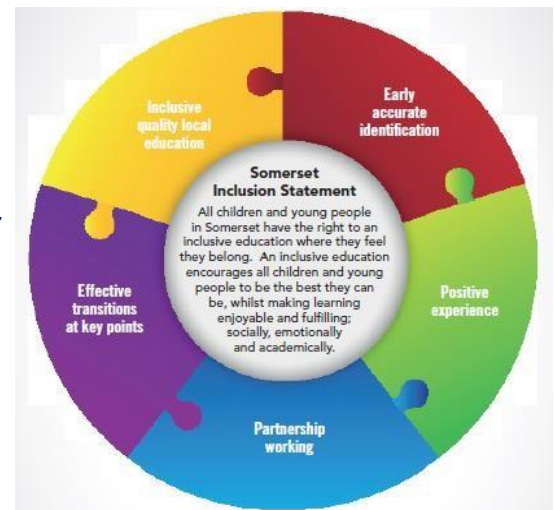 Inclusive
quality local
education
Early
accurate
identification
Somerset
Inclusion Statement
All children and young people
in Somerset have the right to an
inclusive education where they feel
they belong. An inclusive education
encourages all children and young
people to be the best they can
be, whilst making learning
enjoyable and fulfilling;
socially, emotionally
and academically.
Effective
transitions
at key points
Positive
experience
Partnership
working